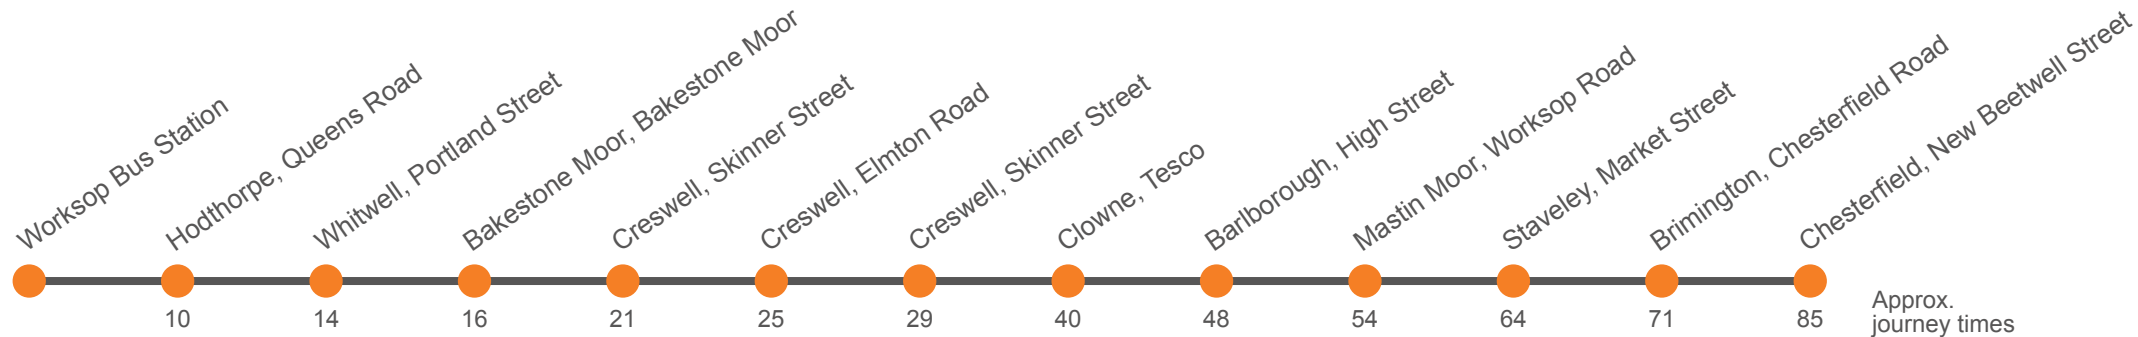 Worksop Bus Station
Hodthorpe, Queens Road
Whitwell, Portland Street
Bakestone Moor, Bakestone Moor
Creswell, Skinner Street
Creswell, Elmton Road
Creswell, Skinner Street
Clowne, Tesco
Barlborough, High Street
Mastin Moor, Worksop Road
Staveley, Market Street
Brimington, Chesterfield Road
Chesterfield, New Beetwell Street
10 14 16 21 25 29 40 48 54 64 71 85
Approx.
journey times